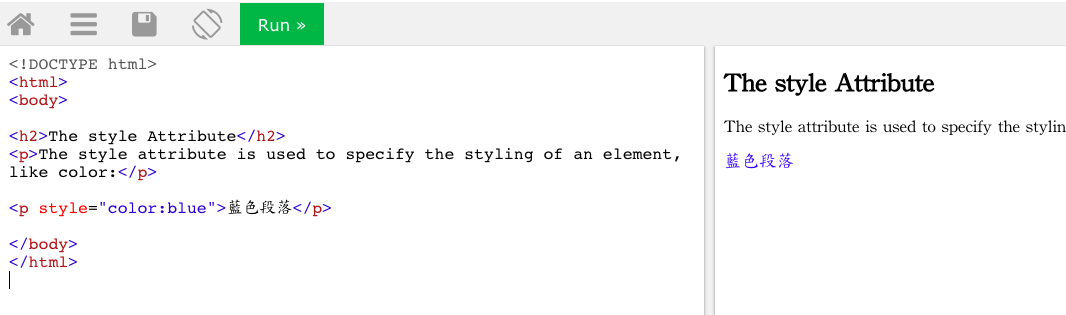 Run »
<!DOCTYPE html>
<html>
<body>
<h2>The style Attribute</h2>
<p>The style attribute is used to specify the styling of an element,
like color:</p>
<p style="color:blue">藍色段落</p>
</body>
</html>
The style Attribute
The style attribute is used to specify the stylin
藍色段落